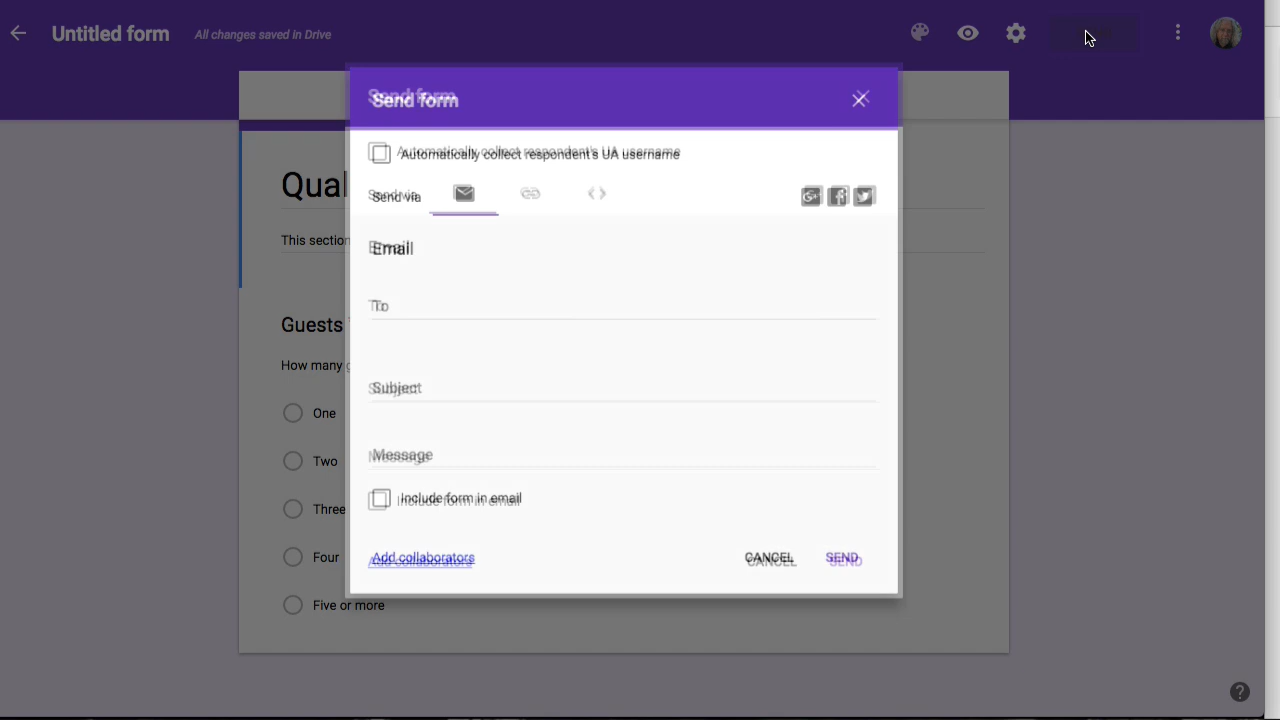 Untitled form
All changes saved in Drive
Send form
Automatically collect respondent's UA username
Send via
G+
Email
To
Subject
Message
Include form in email
Add collaborators
CANCEL
SEND
This section
Guests
How many
One
Two
Three
Four
Five or more